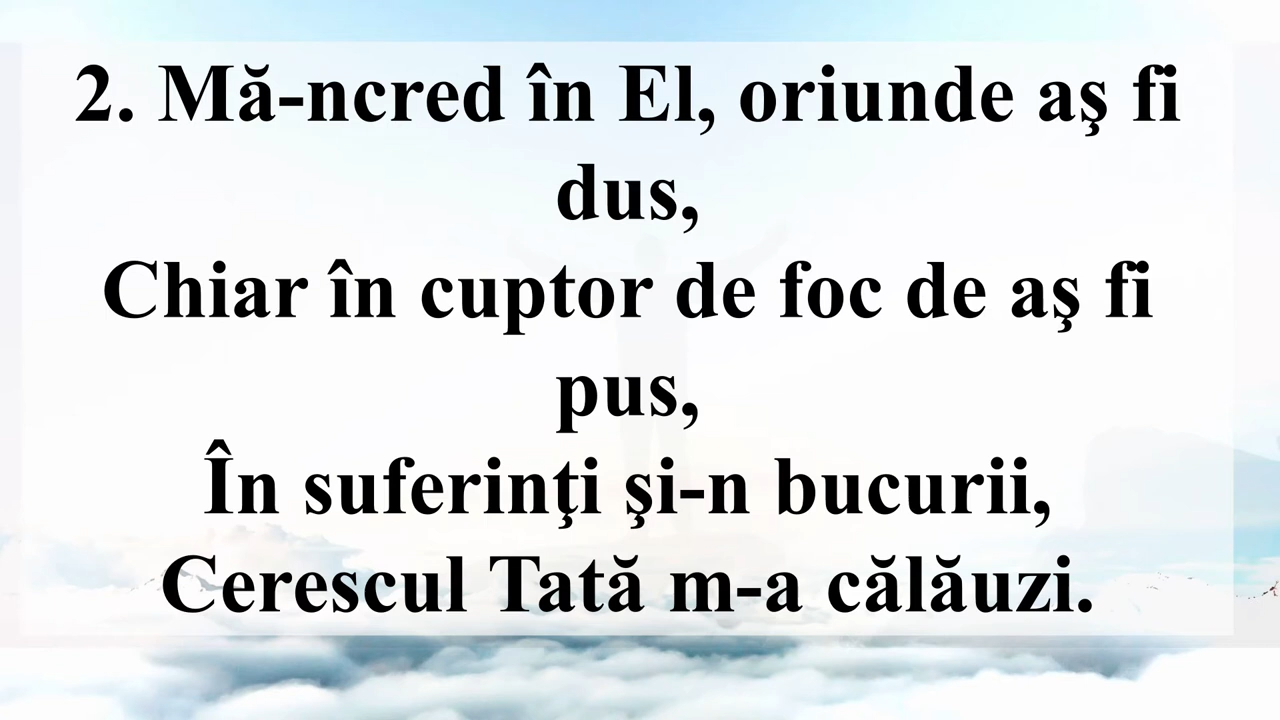 2. Mă-ncred în El, oriunde aş fi
dus,
Chiar în cuptor de foc de aş fi
pus,
În suferinţi şi-n bucurii,
Cerescul Tată m-a călăuzi.